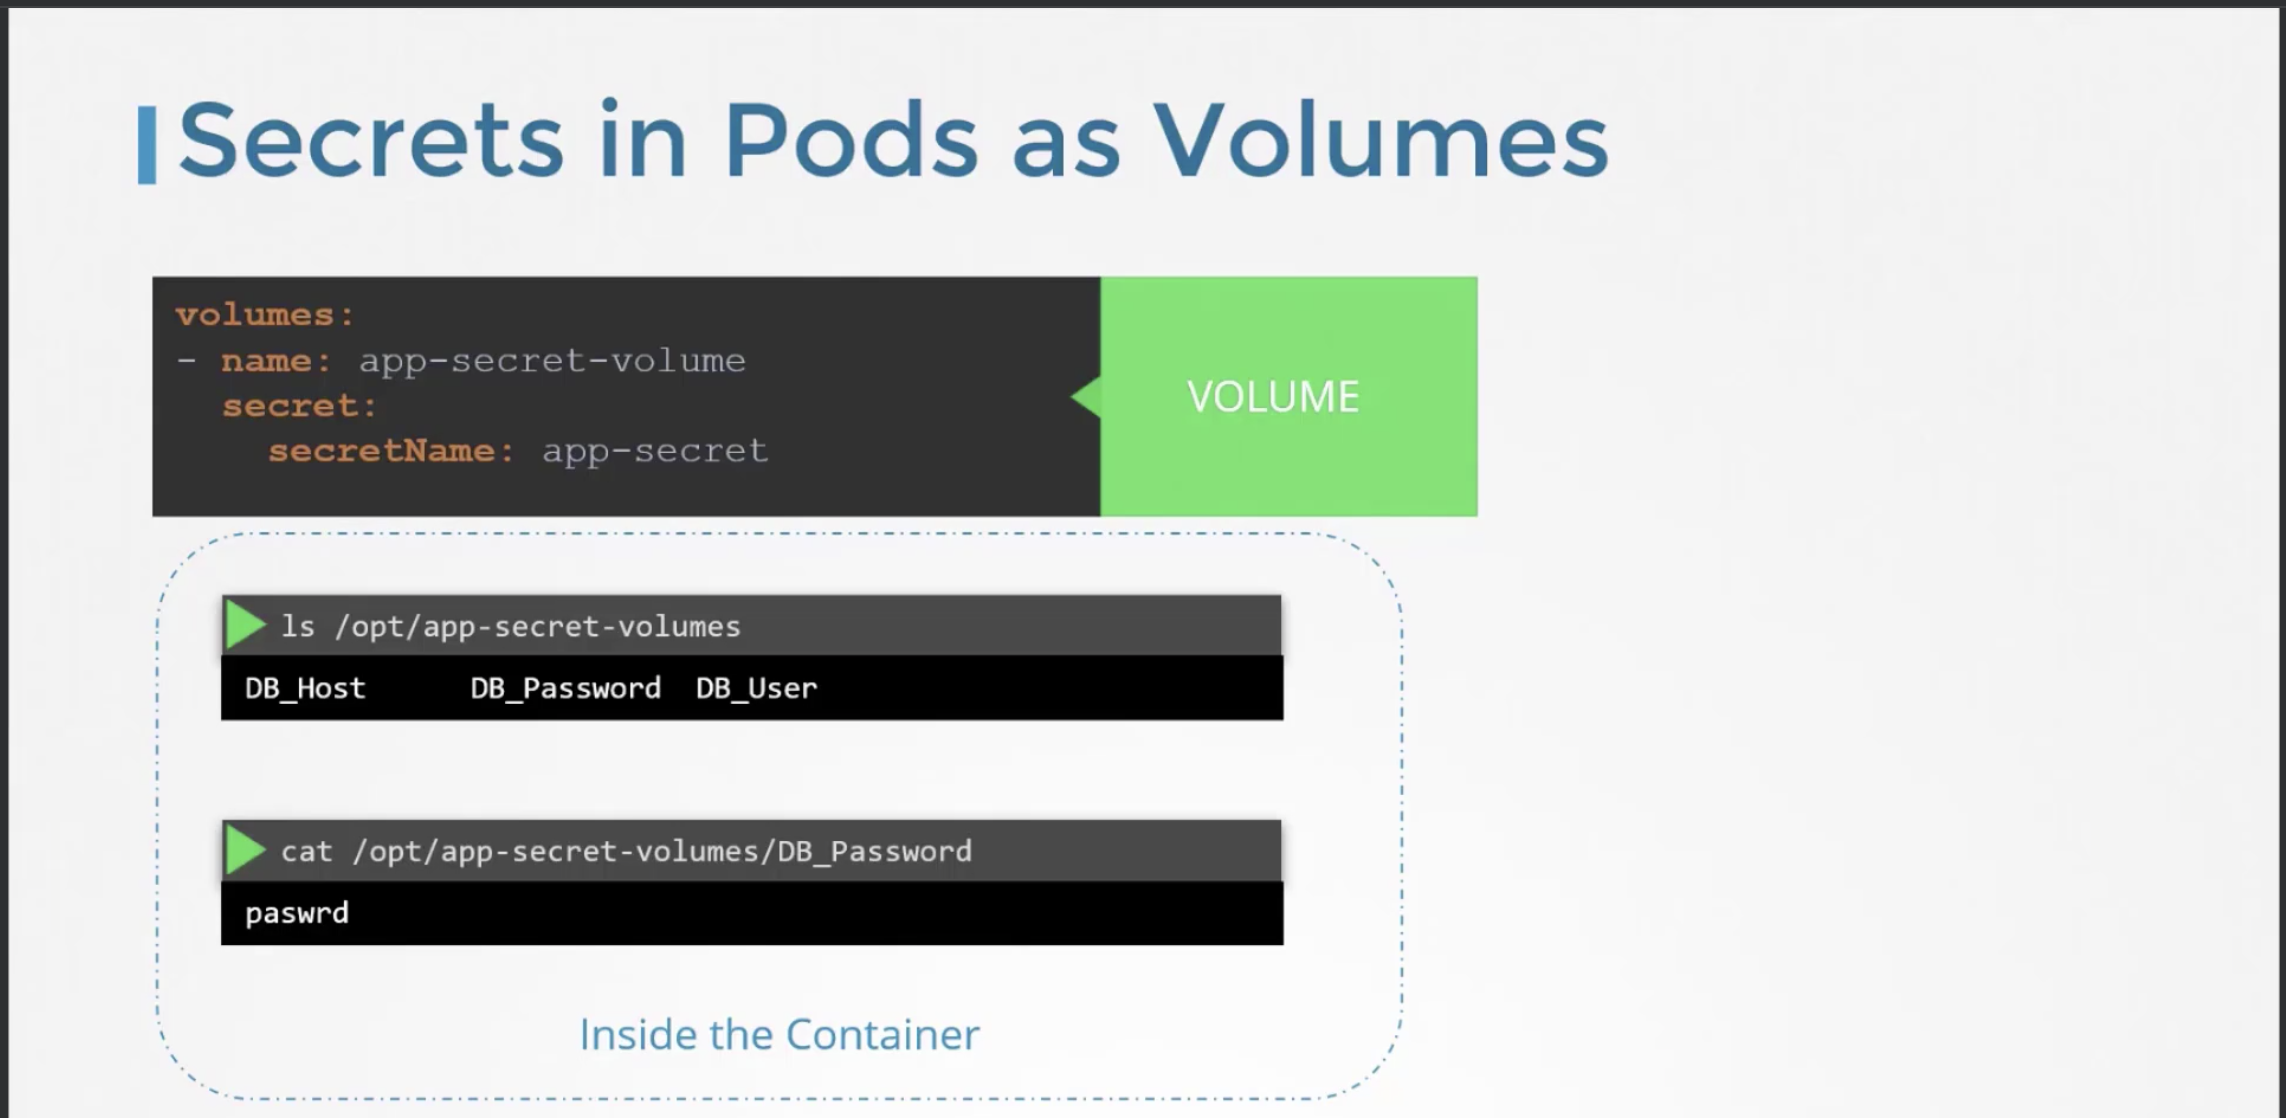 Secrets in Pods as Volumes
volumes:
- name: app-secret-volume
  secret:
    secretName: app-secret
VOLUME
ls /opt/app-secret-volumes
DB_Host      DB_Password  DB_User
cat /opt/app-secret-volumes/DB_Password
paswrd
Inside the Container